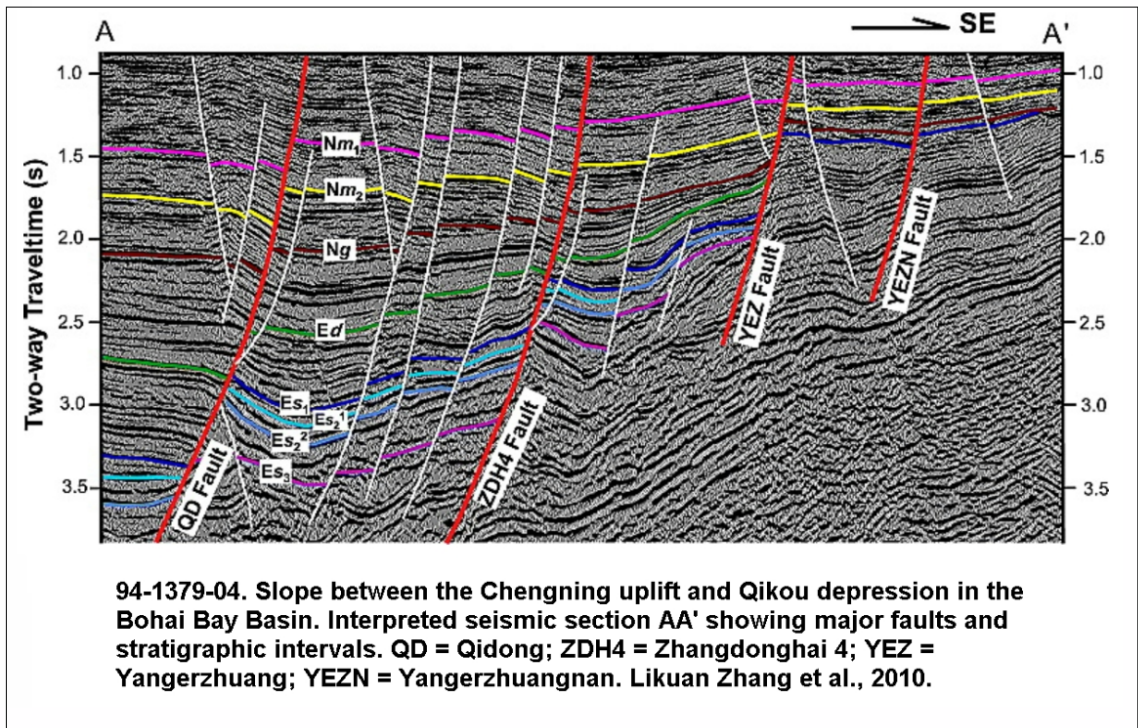 A
SE
A'
Two-way Traveltime (s)
1.0
1.5
2.0
2.5
3.0
3.5
-1.0
-1.5
-2.0
-2.5
-3.0
-3.5
Nm₁
Nm₂
Ng
Ed
Es₁
Es₂¹
Es₂²
Es₃
QD Fault
ZDH4 Fault
YEZ Fault
YEZN Fault
94-1379-04. Slope between the Chengning uplift and Qikou depression in the
Bohai Bay Basin. Interpreted seismic section AA' showing major faults and
stratigraphic intervals. QD = Qidong; ZDH4 = Zhangdonghai 4; YEZ =
Yangerzhuang; YEZN = Yangerzhuangnan. Likuan Zhang et al., 2010.